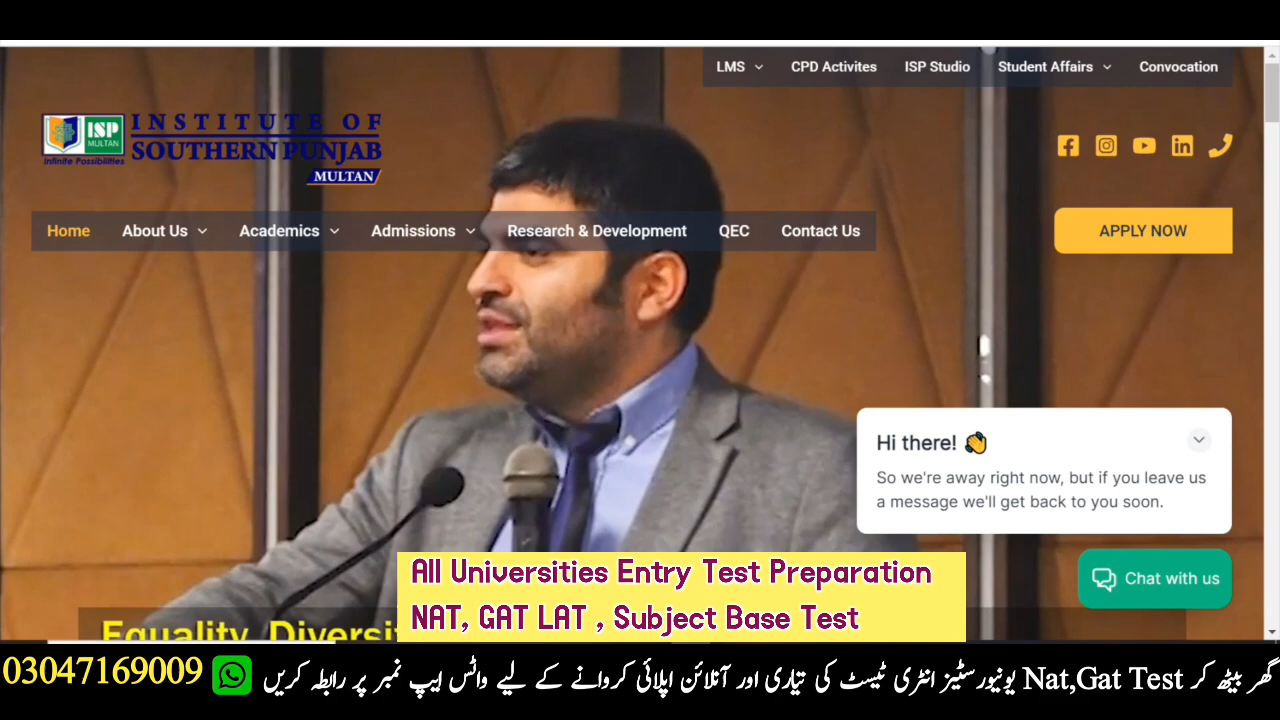 LMS CPD Activites ISP Studio Student Affairs Convocation
ISP
MULTAN
Infinite Possibilities
INSTITUTE OF
SOUTHERN PUNJAB
MULTAN
Home About Us Academics Admissions Research & Development QEC Contact Us
APPLY NOW
Hi there! 👋
So we're away right now, but if you leave us
a message we'll get back to you soon.
Chat with us
All Universities Entry Test Preparation
NAT, GAT LAT , Subject Base Test
Equality, Diversi
گھر بیٹھ کر Nat,Gat Test یونیورسٹیز انٹری ٹیسٹ کی تیاری اور آنلائن اپلائی کروانے کے لیے واٹس ایپ نمبر پر رابطہ کریں 03047169009